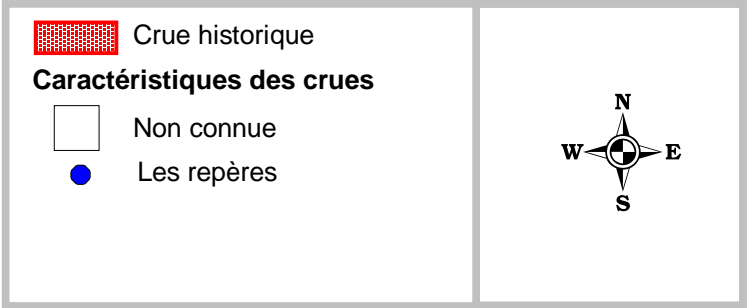 Crue historique
Caractéristiques des crues
Non connue
Les repères
N
W E
S